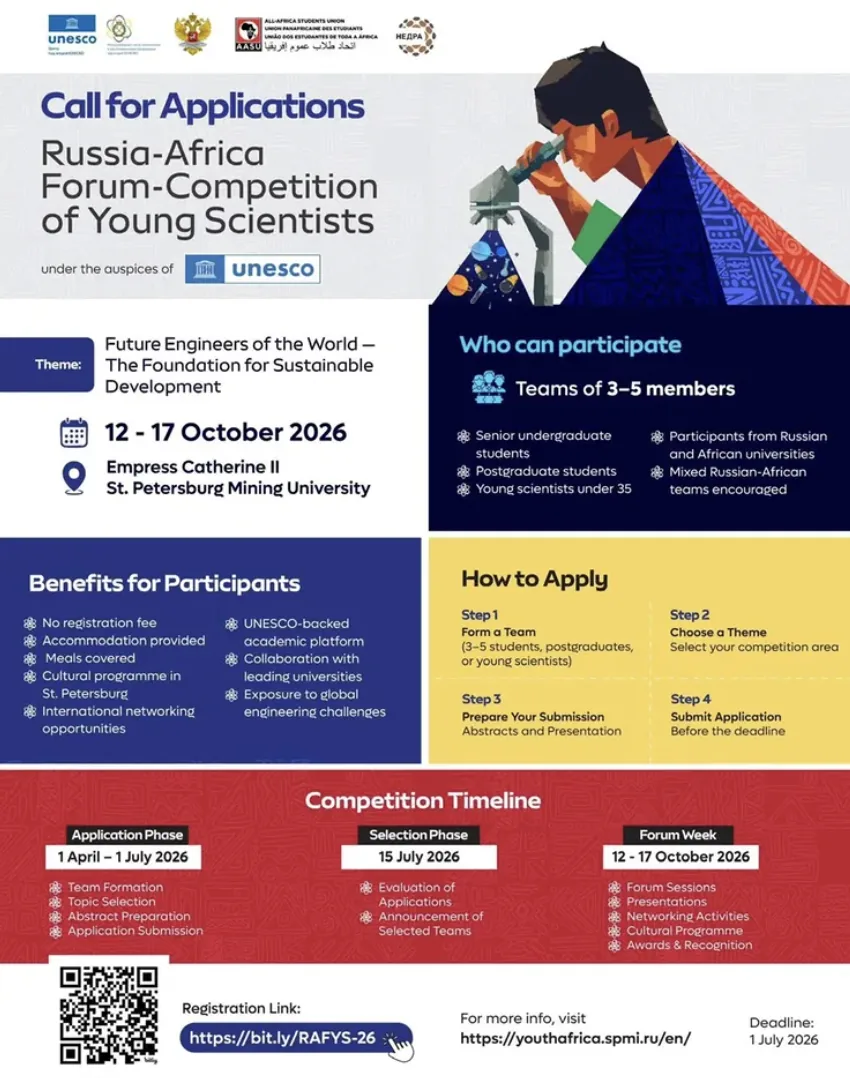 unesco
ALL-AFRICA STUDENTS UNION
UNION PANAFRICAINE DES ETUDIANTS
UNIÃO DOS ESTUDANTES DE TODA A ÁFRICA
AASU اتحاد طلاب عموم إفريقيا
НЕДРА
Call for Applications
Russia-Africa
Forum-Competition
of Young Scientists
under the auspices of
unesco
Theme:
Future Engineers of the World —
The Foundation for Sustainable
Development
12 - 17 October 2026
Empress Catherine II
St. Petersburg Mining University
Who can participate
Teams of 3–5 members
Senior undergraduate
students
Postgraduate students
Young scientists under 35
Participants from Russian
and African universities
Mixed Russian-African
teams encouraged
Benefits for Participants
No registration fee
Accommodation provided
Meals covered
Cultural programme in
St. Petersburg
International networking
opportunities
UNESCO-backed
academic platform
Collaboration with
leading universities
Exposure to global
engineering challenges
How to Apply
Step 1
Form a Team
(3–5 students, postgraduates,
or young scientists)
Step 2
Choose a Theme
Select your competition area
Step 3
Prepare Your Submission
Abstracts and Presentation
Step 4
Submit Application
Before the deadline
Competition Timeline
Application Phase
1 April – 1 July 2026
Team Formation
Topic Selection
Abstract Preparation
Application Submission
Selection Phase
15 July 2026
Evaluation of
Applications
Announcement of
Selected Teams
Forum Week
12 - 17 October 2026
Forum Sessions
Presentations
Networking Activities
Cultural Programme
Awards & Recognition
bitly
Registration Link:
https://bit.ly/RAFYS-26
For more info, visit
https://youthafrica.spmi.ru/en/
Deadline:
1 July 2026